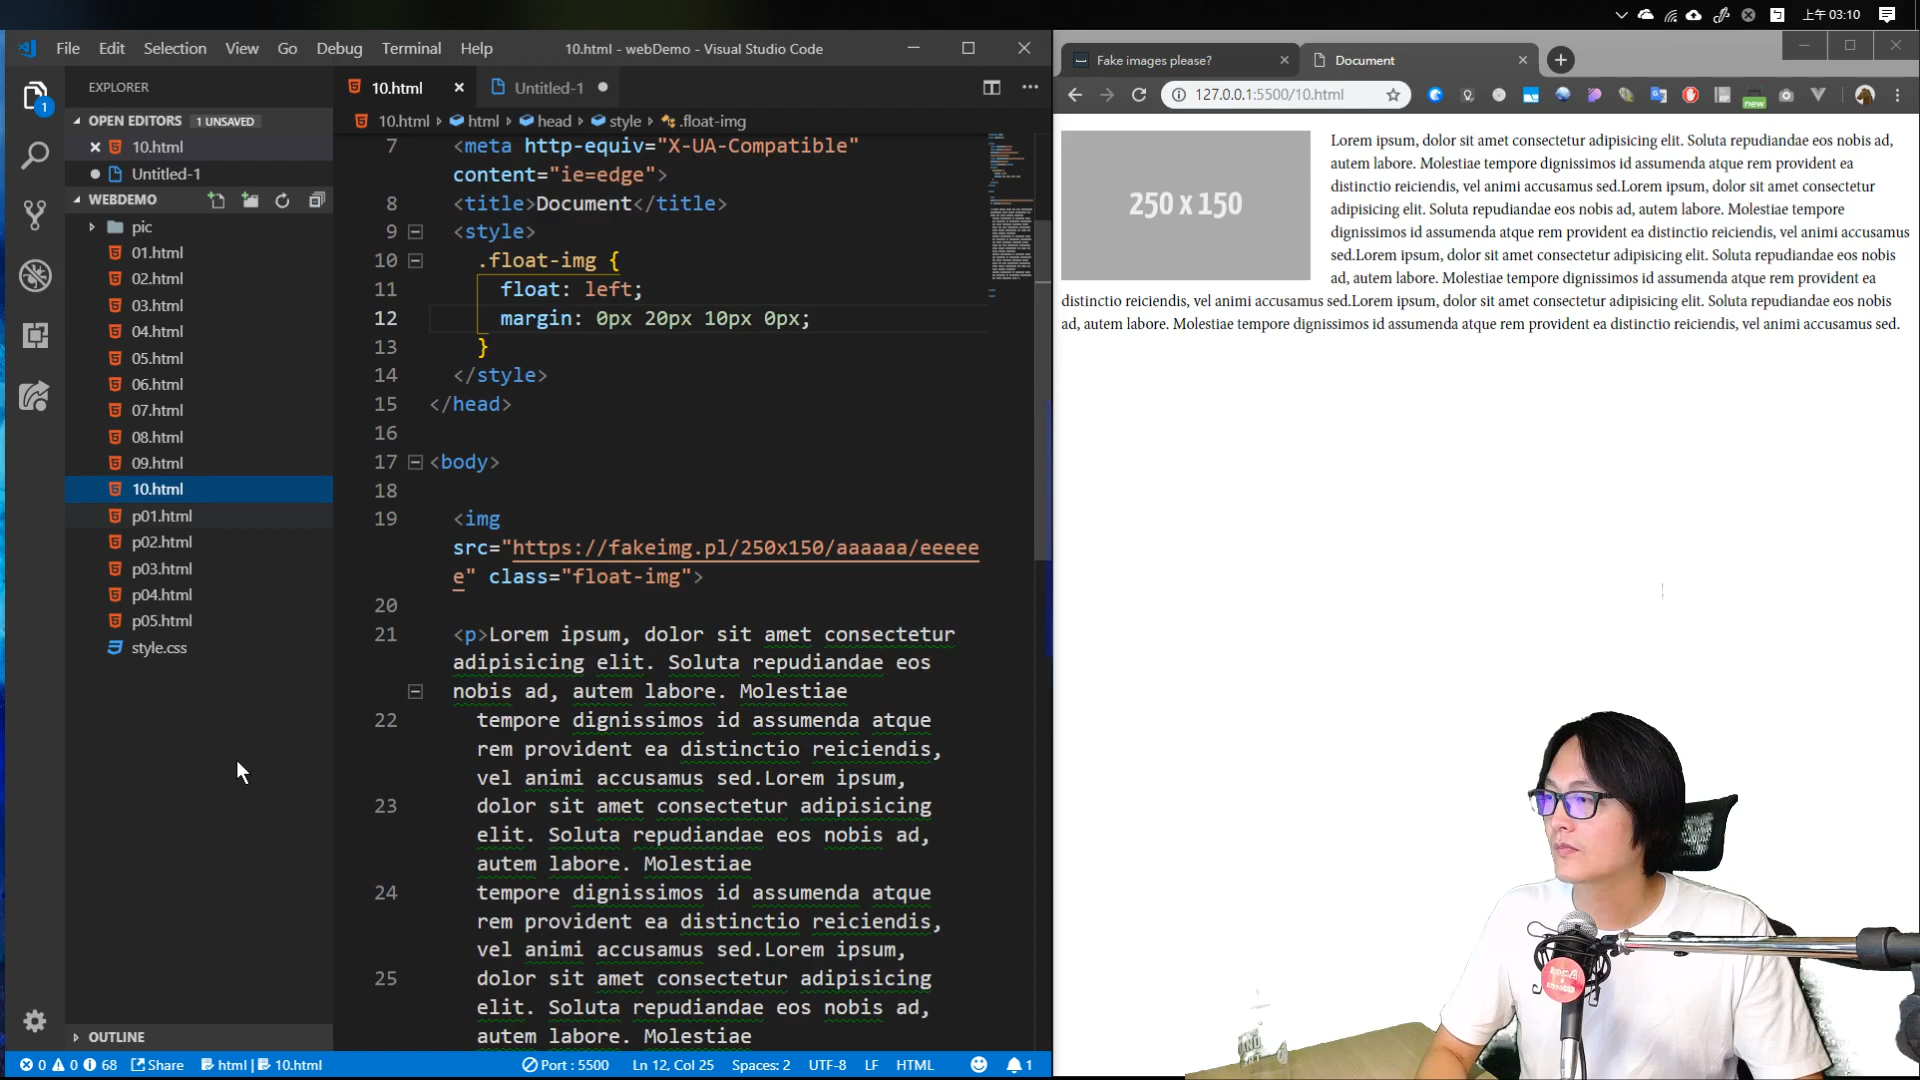 上午 03:10
File Edit Selection View Go Debug Terminal Help
10.html - webDemo - Visual Studio Code
EXPLORER
OPEN EDITORS 1 UNSAVED
10.html
Untitled-1
WEBDEMO
pic
01.html
02.html
03.html
04.html
05.html
06.html
07.html
08.html
09.html
10.html
p01.html
p02.html
p03.html
p04.html
p05.html
style.css
OUTLINE
10.html Untitled-1
10.html > html > head > style > .float-img
7 <meta http-equiv="X-UA-Compatible"
content="ie=edge">
8 <title>Document</title>
9 <style>
10 .float-img {
11 float: left;
12 margin: 0px 20px 10px 0px;
13 }
14 </style>
15 </head>
16
17 <body>
18
19 <img
src="https://fakeimg.pl/250x150/aaaaaa/eeeee
e" class="float-img">
20
21 <p>Lorem ipsum, dolor sit amet consectetur
adipisicing elit. Soluta repudiandae eos
nobis ad, autem labore. Molestiae
22 tempore dignissimos id assumenda atque
rem provident ea distinctio reiciendis,
vel animi accusamus sed.Lorem ipsum,
23 dolor sit amet consectetur adipisicing
elit. Soluta repudiandae eos nobis ad,
autem labore. Molestiae
24 tempore dignissimos id assumenda atque
rem provident ea distinctio reiciendis,
vel animi accusamus sed.Lorem ipsum,
25 dolor sit amet consectetur adipisicing
elit. Soluta repudiandae eos nobis ad,
autem labore. Molestiae
0 0 68 Share html | 10.html Port : 5500 Ln 12, Col 25 Spaces: 2 UTF-8 LF HTML 1
Fake images please? Document
127.0.0.1:5500/10.html
new
250 x 150
Lorem ipsum, dolor sit amet consectetur adipisicing elit. Soluta repudiandae eos nobis ad,
autem labore. Molestiae tempore dignissimos id assumenda atque rem provident ea
distinctio reiciendis, vel animi accusamus sed.Lorem ipsum, dolor sit amet consectetur
adipisicing elit. Soluta repudiandae eos nobis ad, autem labore. Molestiae tempore
dignissimos id assumenda atque rem provident ea distinctio reiciendis, vel animi accusamus
sed.Lorem ipsum, dolor sit amet consectetur adipisicing elit. Soluta repudiandae eos nobis
ad, autem labore. Molestiae tempore dignissimos id assumenda atque rem provident ea
distinctio reiciendis, vel animi accusamus sed.Lorem ipsum, dolor sit amet consectetur adipisicing elit. Soluta repudiandae eos nobis
ad, autem labore. Molestiae tempore dignissimos id assumenda atque rem provident ea distinctio reiciendis, vel animi accusamus sed.